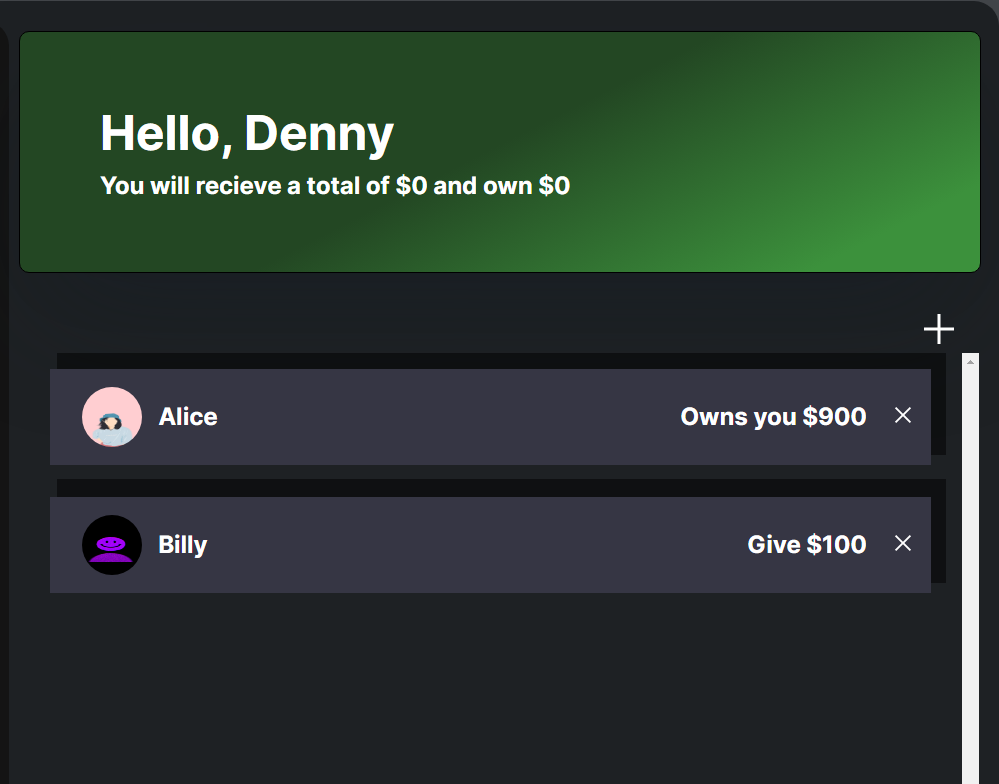 Hello, Denny
You will recieve a total of $0 and own $0
Alice
Owns you $900
Billy
Give $100